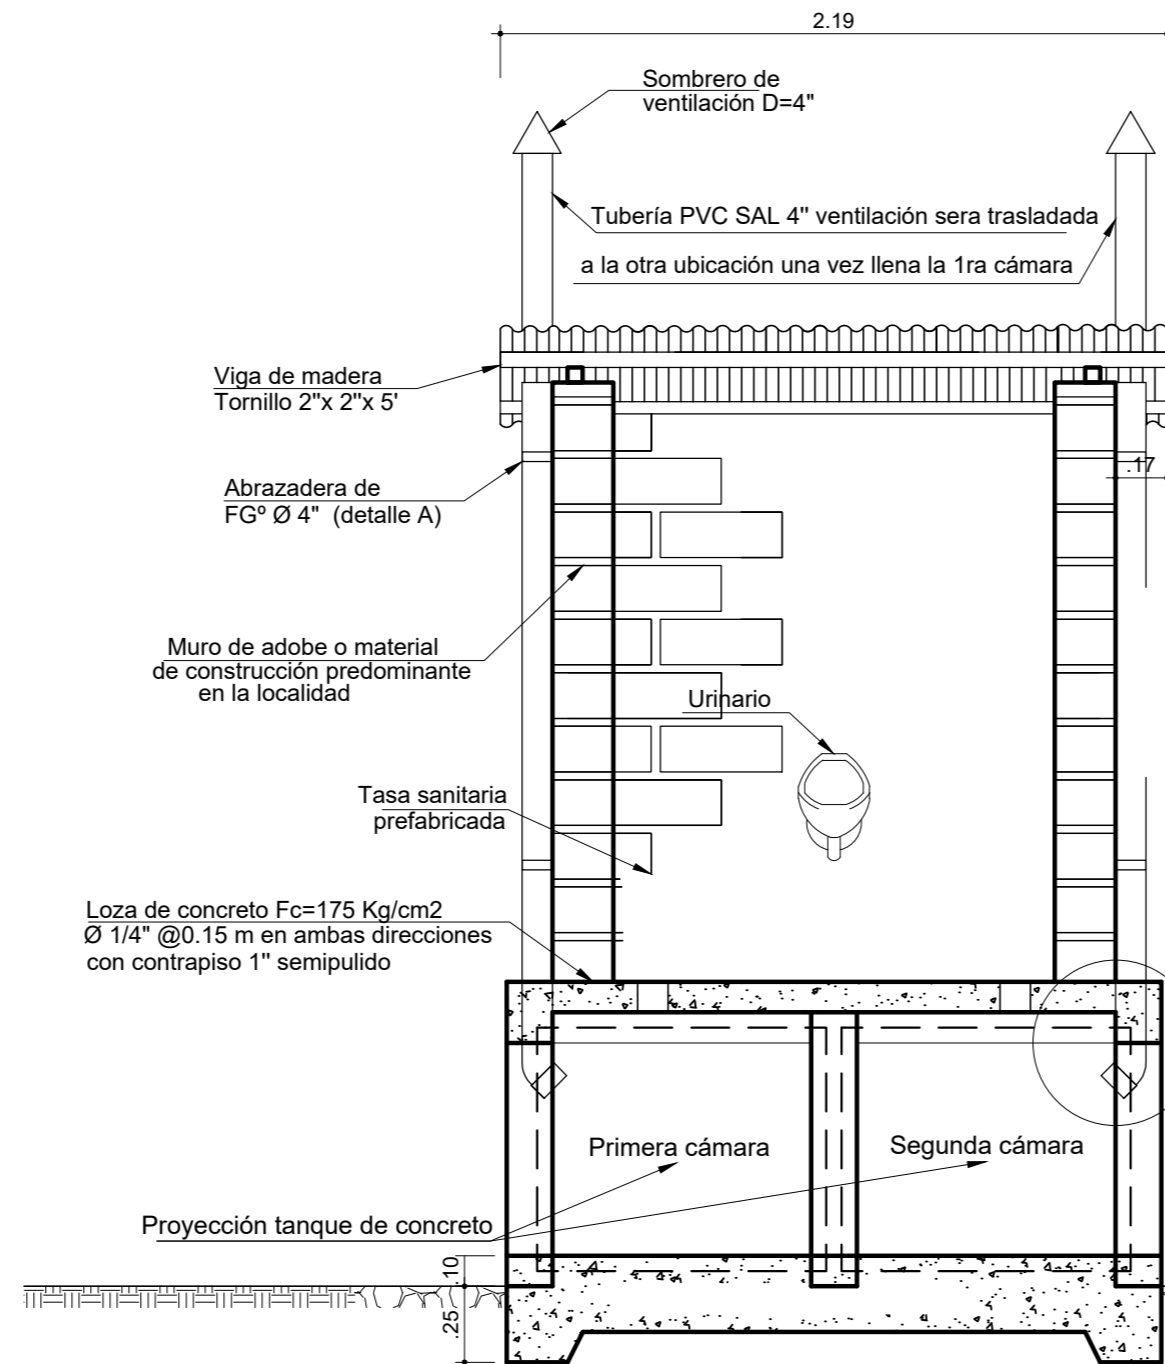 2.19
Sombrero de
ventilación D=4"
Tubería PVC SAL 4" ventilación sera trasladada
a la otra ubicación una vez llena la 1ra cámara
Viga de madera
Tornillo 2"x 2"x 5'
.17
Abrazadera de
FGº Ø 4" (detalle A)
Muro de adobe o material
de construcción predominante
en la localidad
Urinario
Tasa sanitaria
prefabricada
Loza de concreto Fc=175 Kg/cm2
Ø 1/4" @0.15 m en ambas direcciones
con contrapiso 1" semipulido
Primera cámara
Segunda cámara
Proyección tanque de concreto
.10
.25